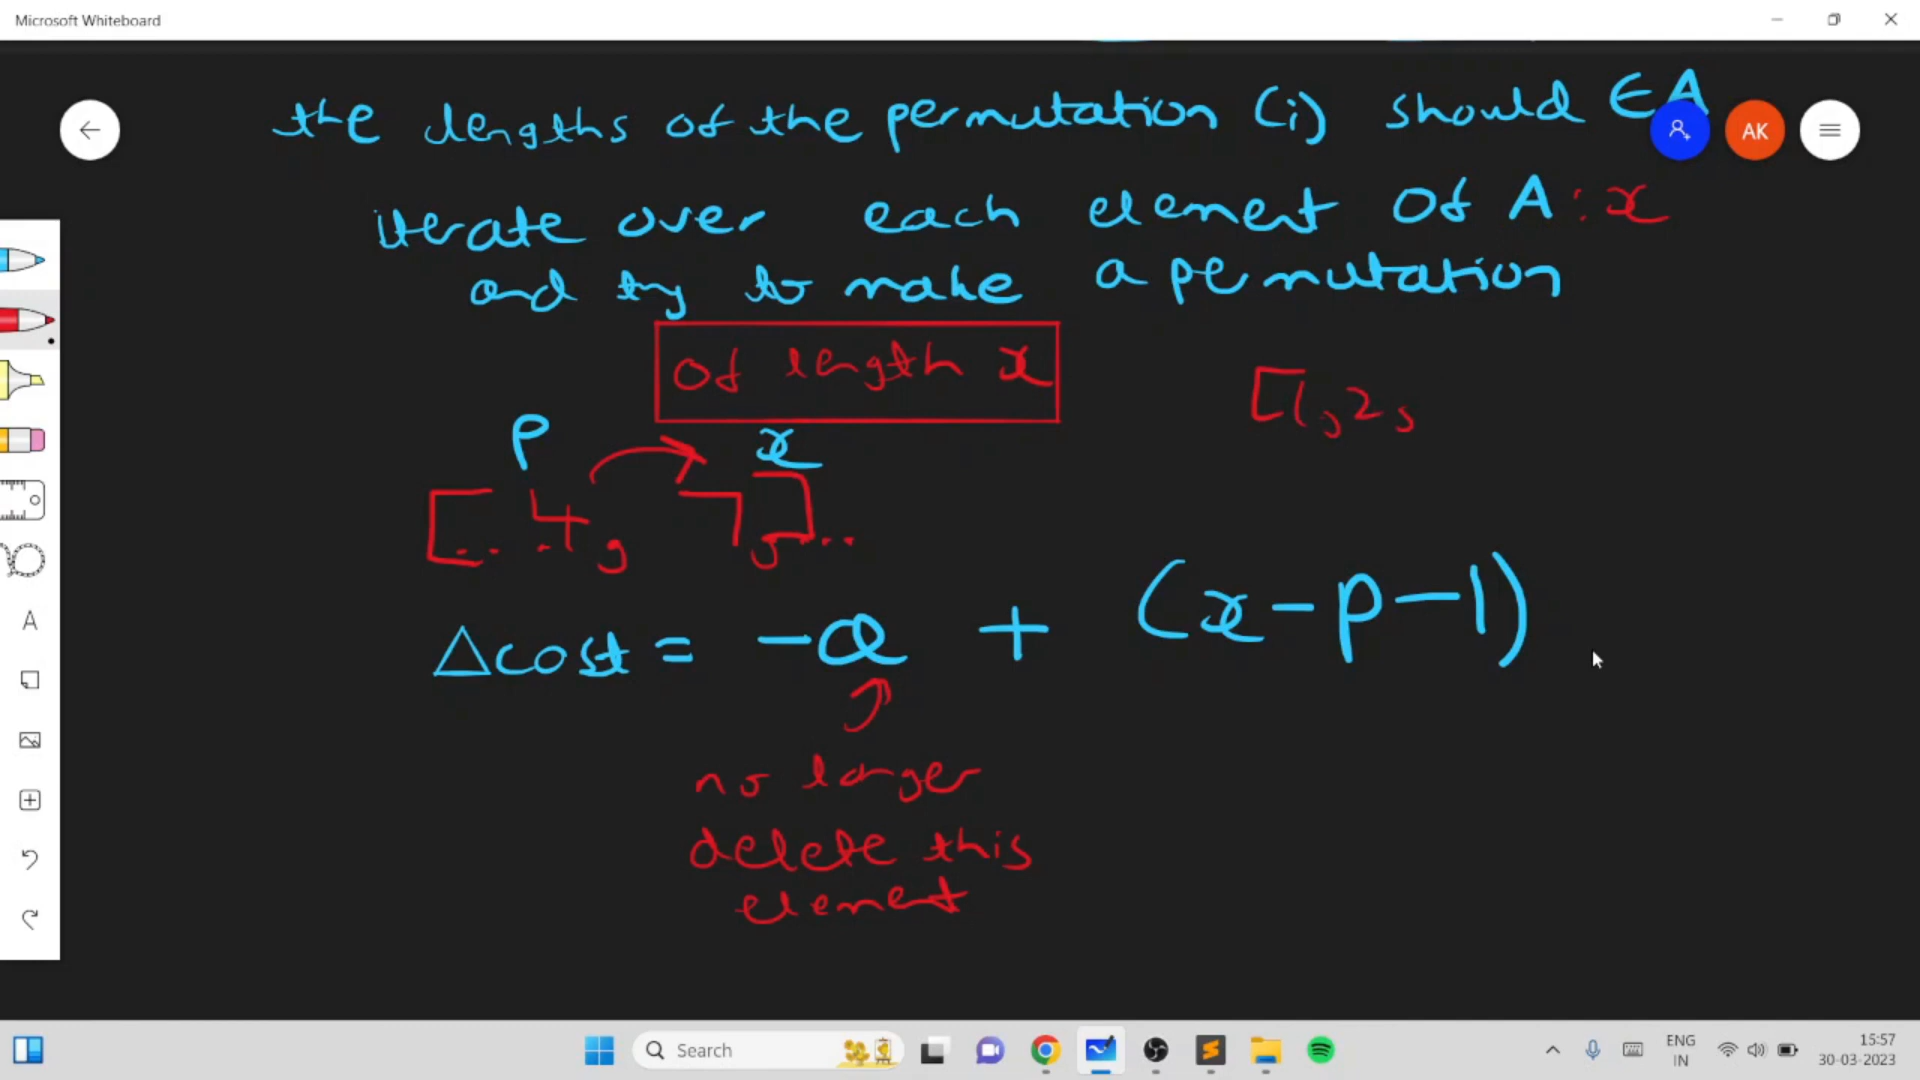 Microsoft Whiteboard
the lengths of the permutation (i) should ∈ A
AK
iterate over each element of A : x
and try to make a permutation
of length x
[1,2,
p x
[.. .4, 7],...
Δcost = -a + (x-p-1)
A
no longer
delete this
element
Search
ENG
IN
15:57
30-03-2023